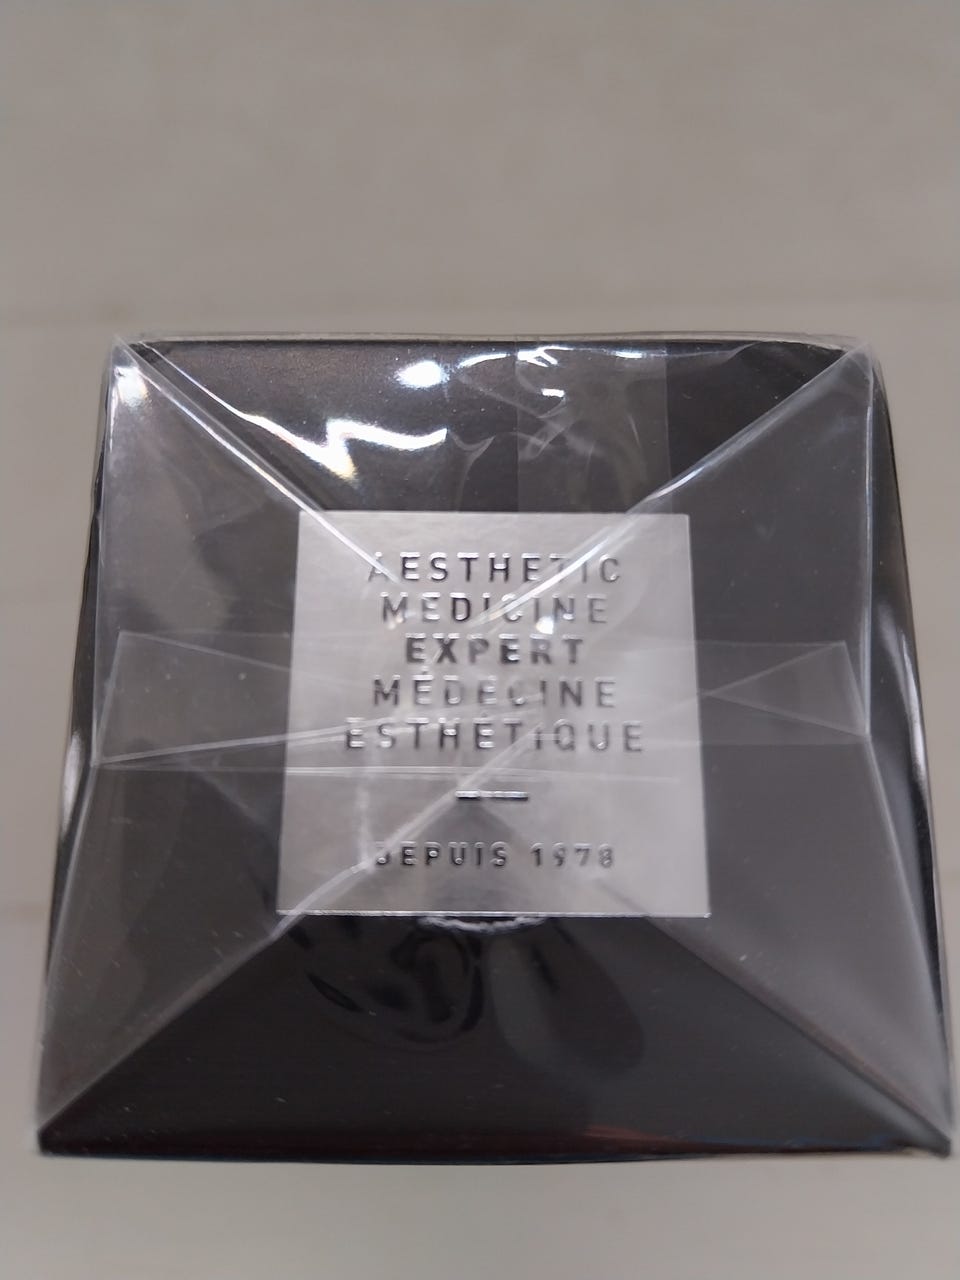 AESTHETIC
MEDICINE
EXPERT
MÉDECINE
ESTHÉTIQUE
DEPUIS 1978